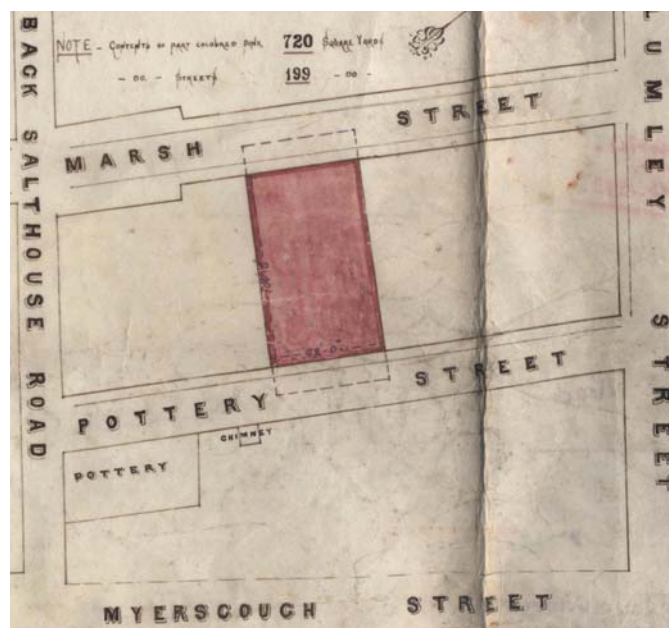 NOTE - CONTENTS OF PART COLOURED PINK 720 SQUARE YARDS
- DO. - STREETS 199 - DO -
BACK SALTHOUSE ROAD
LUMLEY STREET
MARSH STREET
POTTERY STREET
CHIMNEY
POTTERY
MYERSCOUGH STREET